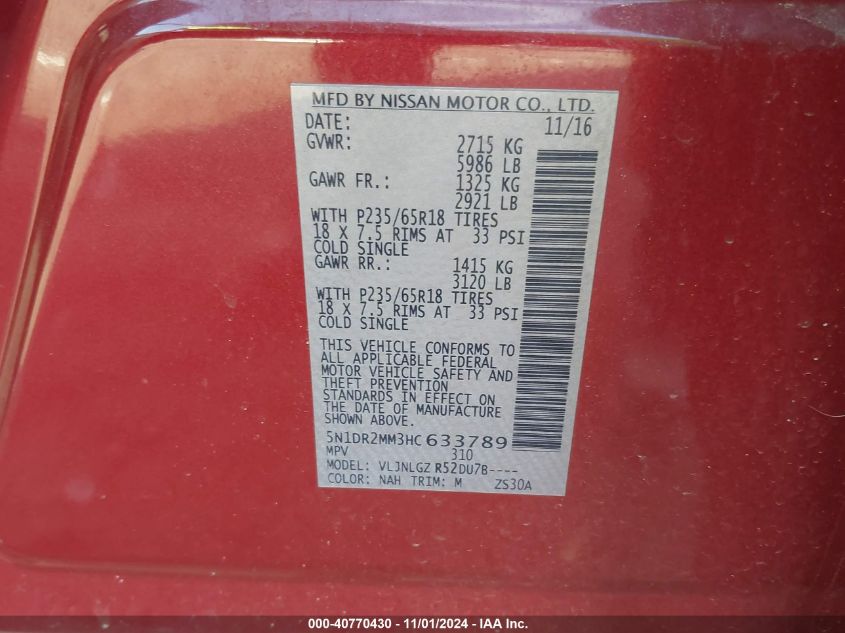 MFD BY NISSAN MOTOR CO., LTD.
DATE: 11/16
GVWR: 2715 KG
5986 LB
GAWR FR.: 1325 KG
2921 LB
WITH P235/65R18 TIRES
18 X 7.5 RIMS AT 33 PSI
COLD SINGLE
GAWR RR.: 1415 KG
3120 LB
WITH P235/65R18 TIRES
18 X 7.5 RIMS AT 33 PSI
COLD SINGLE
THIS VEHICLE CONFORMS TO
ALL APPLICABLE FEDERAL
MOTOR VEHICLE SAFETY AND
THEFT PREVENTION
STANDARDS IN EFFECT ON
THE DATE OF MANUFACTURE
SHOWN ABOVE.
5N1DR2MM3HC633789
MPV 310
MODEL: VLJNLGZ R52DU7B----
COLOR: NAH TRIM: M ZS30A
000-40770430 - 11/01/2024 - © IAA Inc.